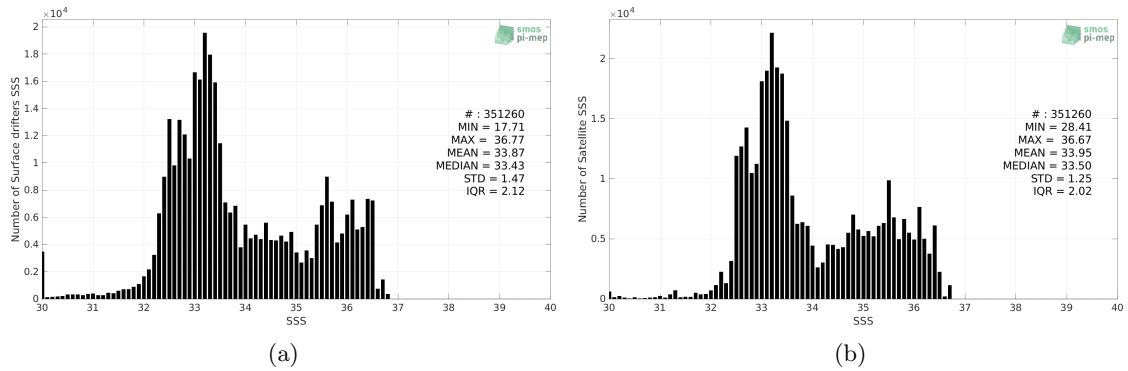 ×10⁴
smos
pi-mep
2
1.8
1.6
1.4
1.2
1
0.8
0.6
0.4
0.2
0
Number of Surface drifters SSS
# : 351260
MIN = 17.71
MAX = 36.77
MEAN = 33.87
MEDIAN = 33.43
STD = 1.47
IQR = 2.12
30 31 32 33 34 35 36 37 38 39 40
SSS
(a)
×10⁴
smos
pi-mep
2
1.5
1
0.5
0
Number of Satellite SSS
# : 351260
MIN = 28.41
MAX = 36.67
MEAN = 33.95
MEDIAN = 33.50
STD = 1.25
IQR = 2.02
30 31 32 33 34 35 36 37 38 39 40
SSS
(b)